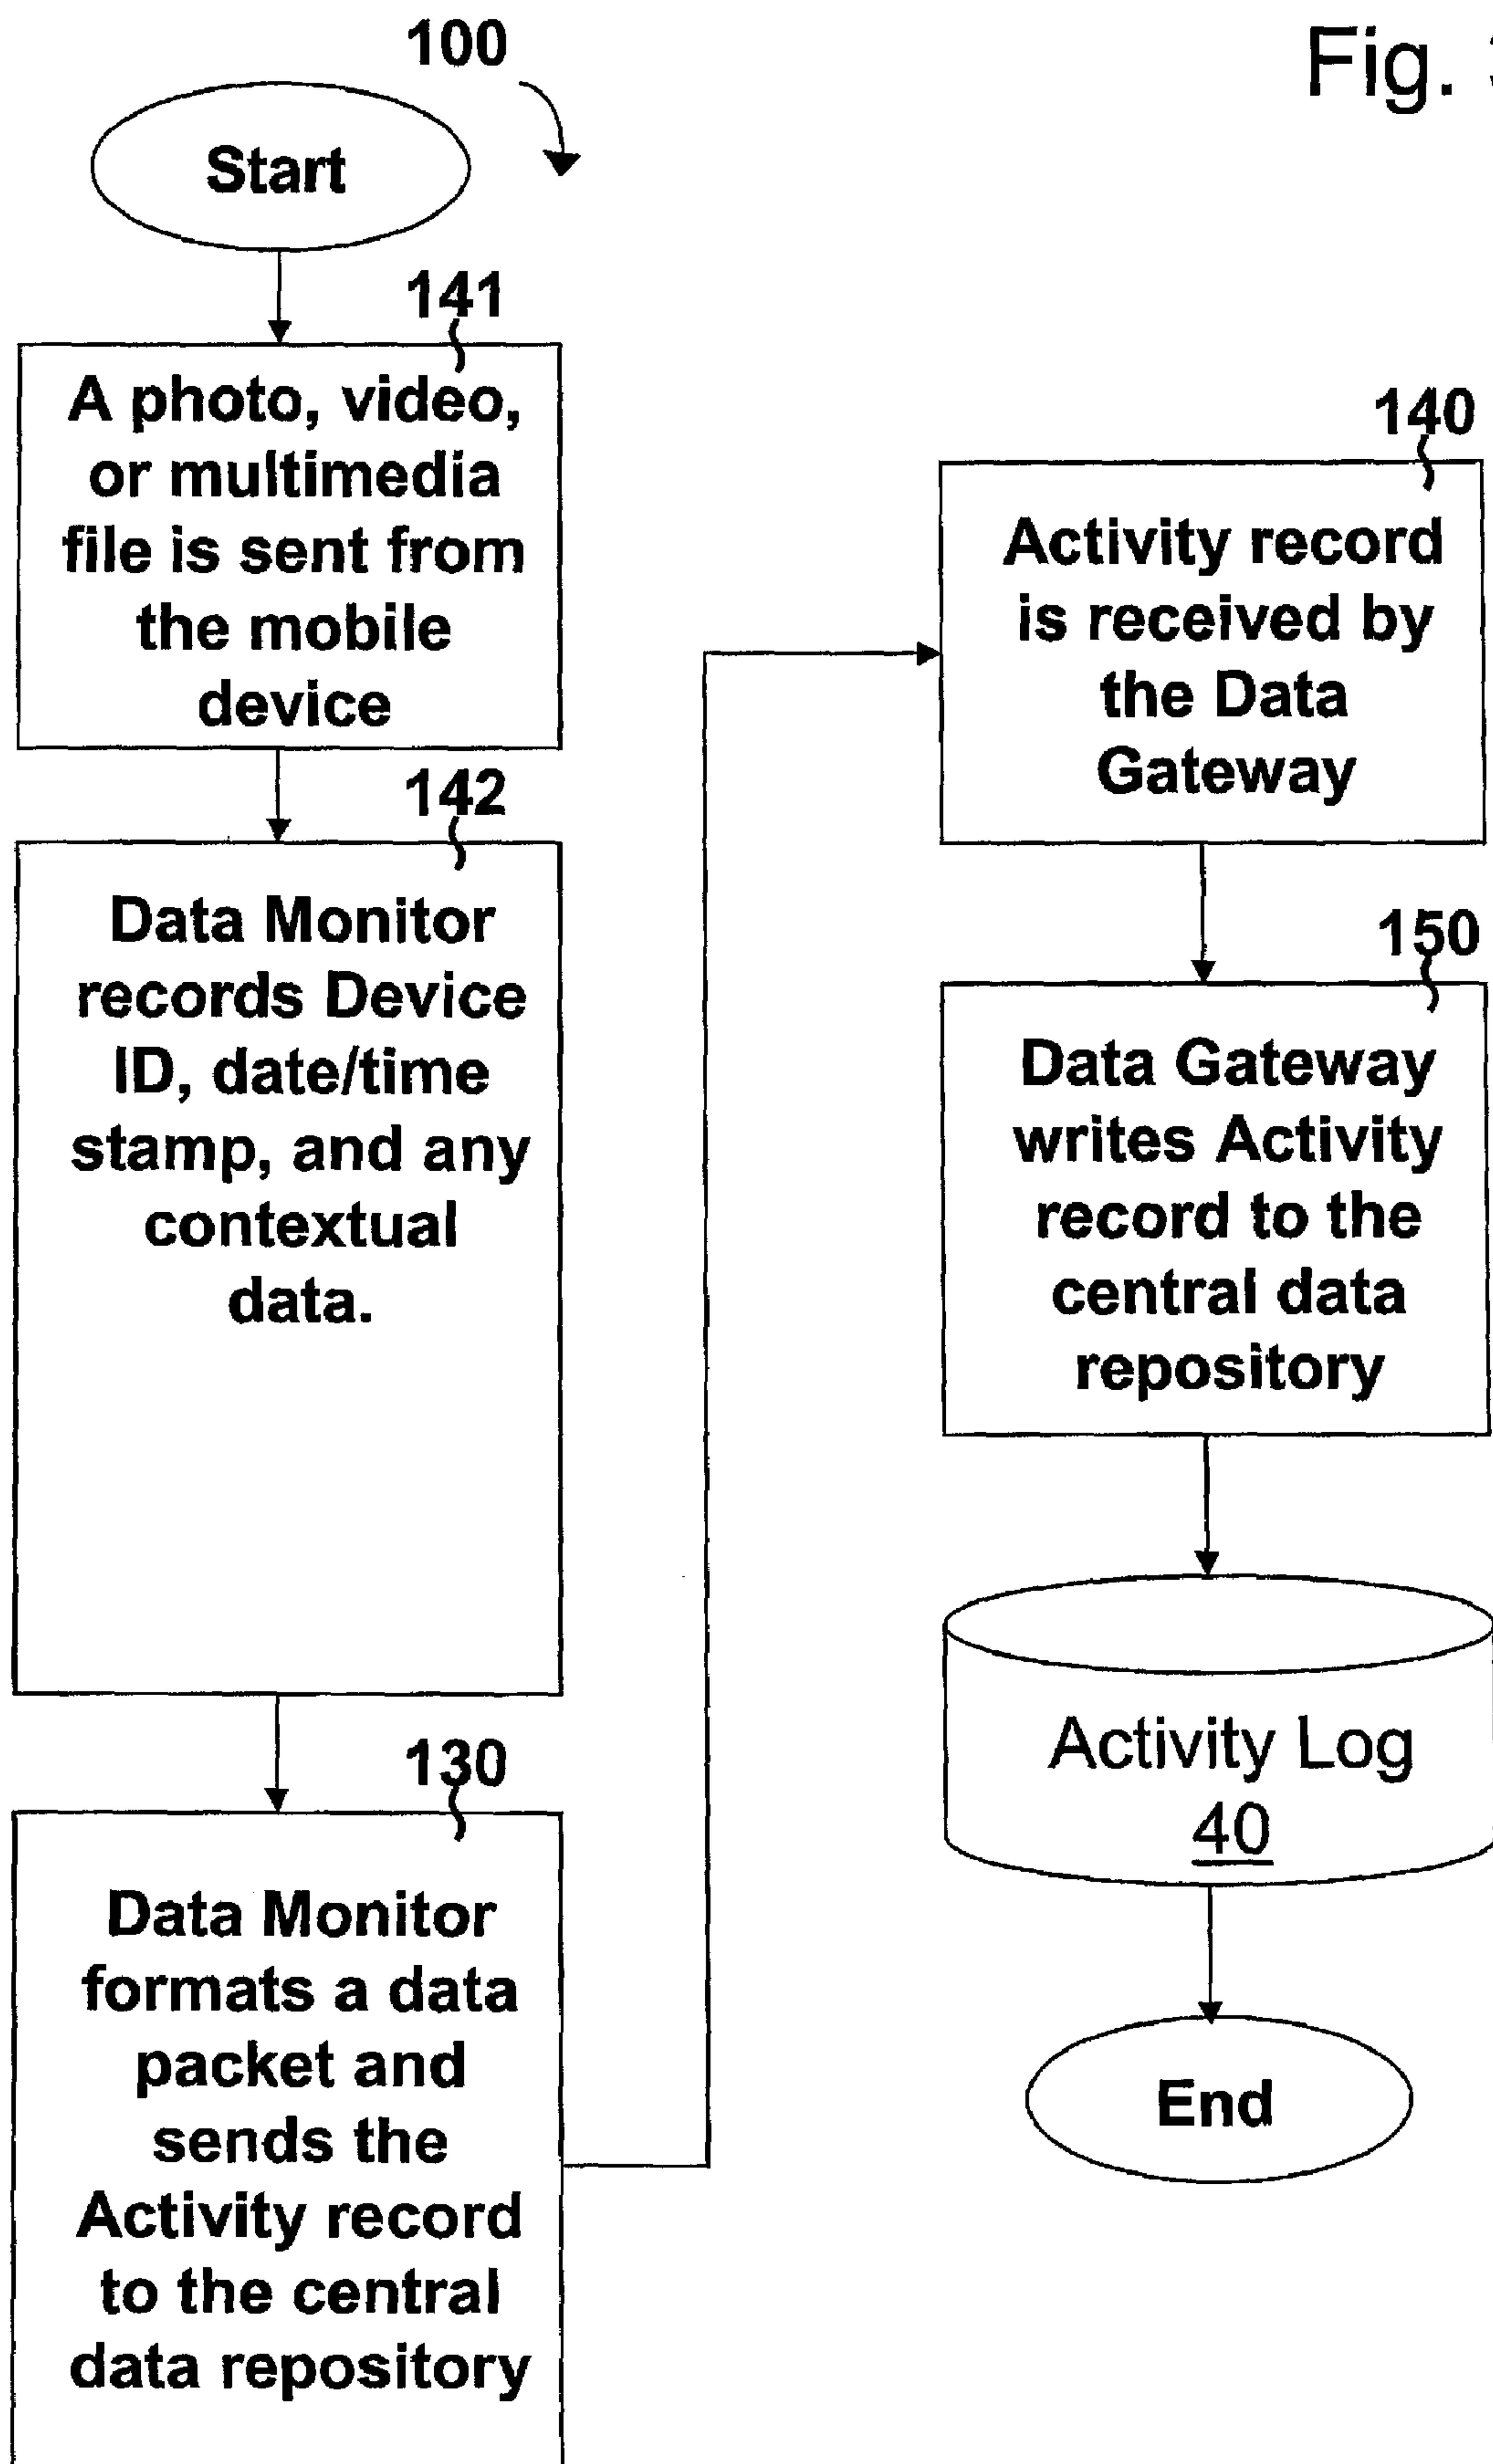 Fig.
100
Start
141
A photo, video,
or multimedia
file is sent from
the mobile
device
142
Data Monitor
records Device
ID, date/time
stamp, and any
contextual
data.
130
Data Monitor
formats a data
packet and
sends the
Activity record
to the central
data repository
140
Activity record
is received by
the Data
Gateway
150
Data Gateway
writes Activity
record to the
central data
repository
Activity Log
40
End